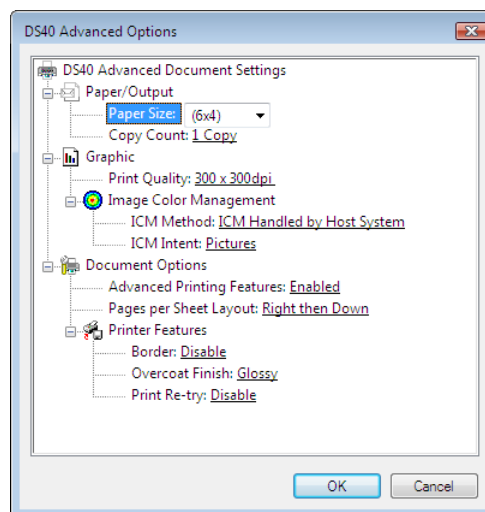 DS40 Advanced Options
DS40 Advanced Document Settings
Paper/Output
Paper Size: (6x4)
Copy Count: 1 Copy
Graphic
Print Quality: 300 x 300dpi
Image Color Management
ICM Method: ICM Handled by Host System
ICM Intent: Pictures
Document Options
Advanced Printing Features: Enabled
Pages per Sheet Layout: Right then Down
Printer Features
Border: Disable
Overcoat Finish: Glossy
Print Re-try: Disable
OK Cancel